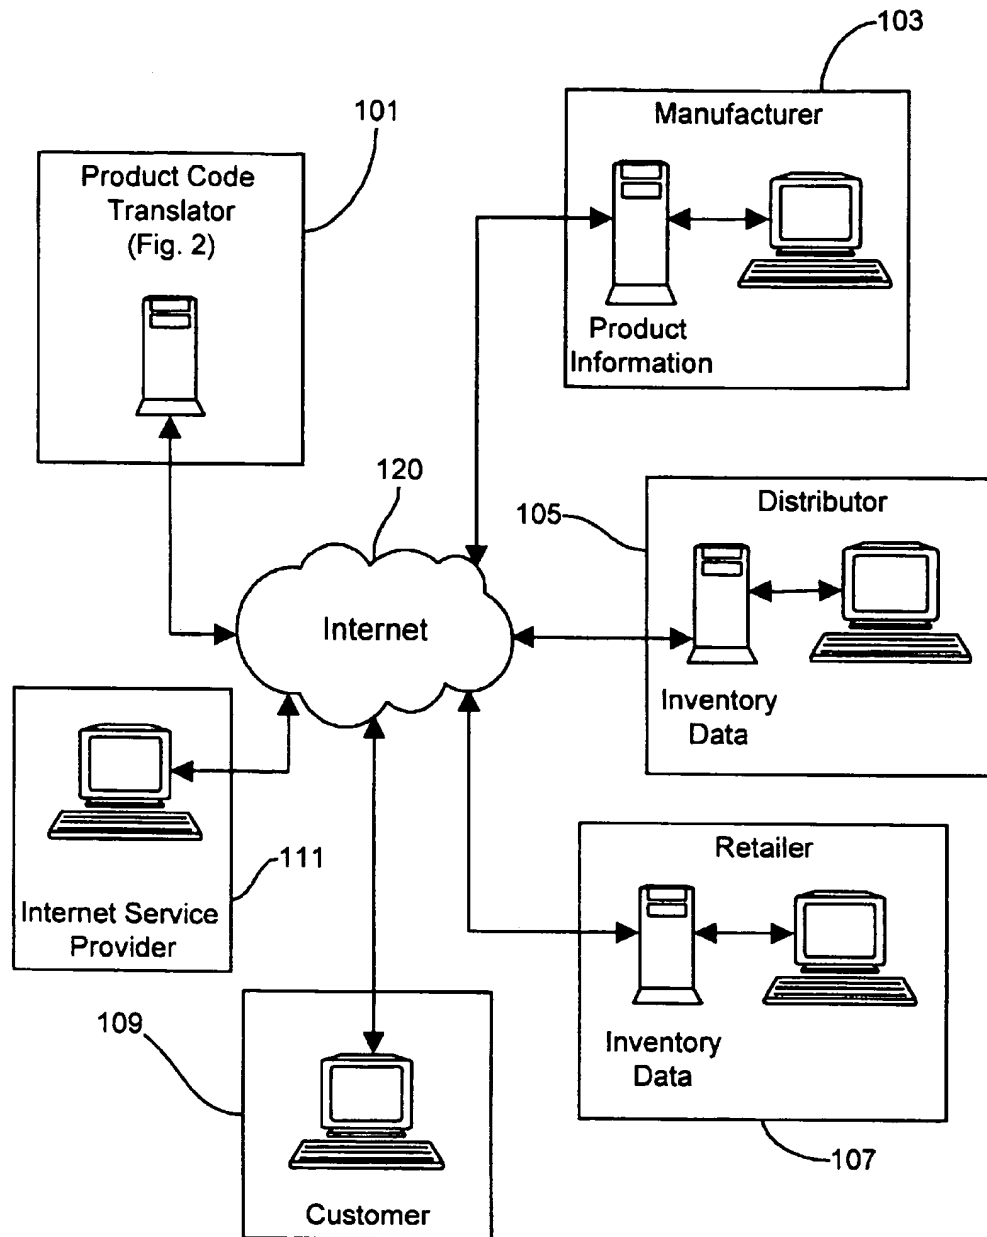 103
Manufacturer
Product
Information
101
Product Code
Translator
(Fig. 2)
120
Internet
105
Distributor
Inventory
Data
111
Internet Service
Provider
Retailer
Inventory
Data
107
109
Customer